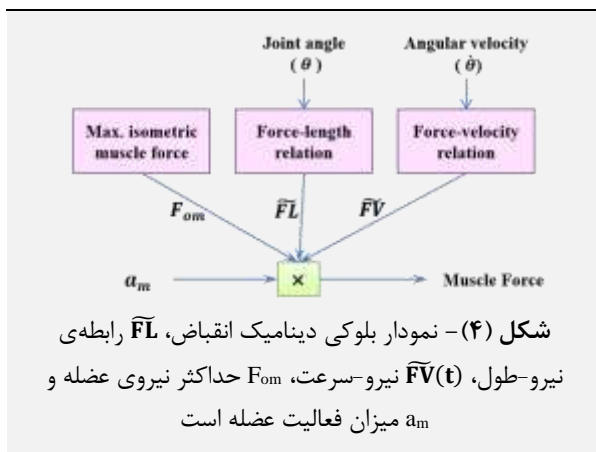 Joint angle Angular velocity
( θ ) ( θ̇ )
Max. isometric Force-length Force-velocity
muscle force relation relation
F_om F̃L̃ F̃Ṽ
a_m × Muscle Force
شکل (۴)- نمودار بلوکی دینامیک انقباض، F̃L̃ رابطه‌ی
نیرو-طول، F̃Ṽ(t) نیرو-سرعت، Fom حداکثر نیروی عضله و
am میزان فعالیت عضله است